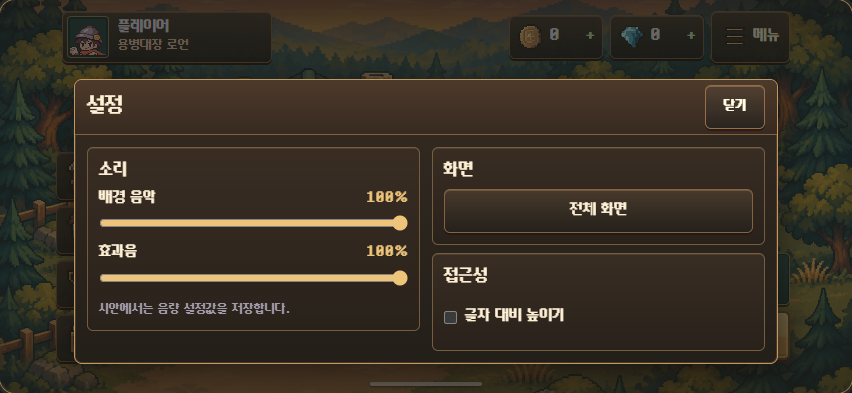 플레이어
용병대장 로언
0 +
0 +
메뉴
설정
닫기
소리
배경 음악 100%
효과음 100%
시안에서는 음량 설정값을 저장합니다.
화면
전체 화면
접근성
글자 대비 높이기